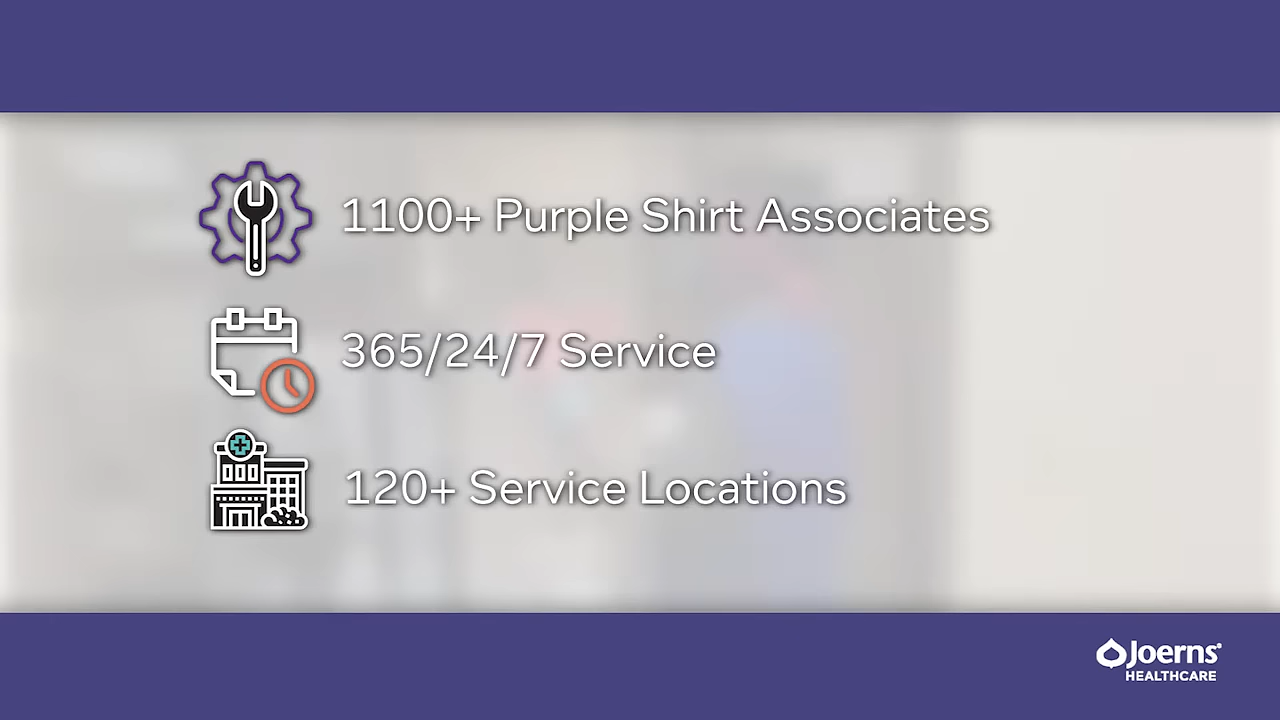 1100+ Purple Shirt Associates
365/24/7 Service
120+ Service Locations
Joerns®
HEALTHCARE